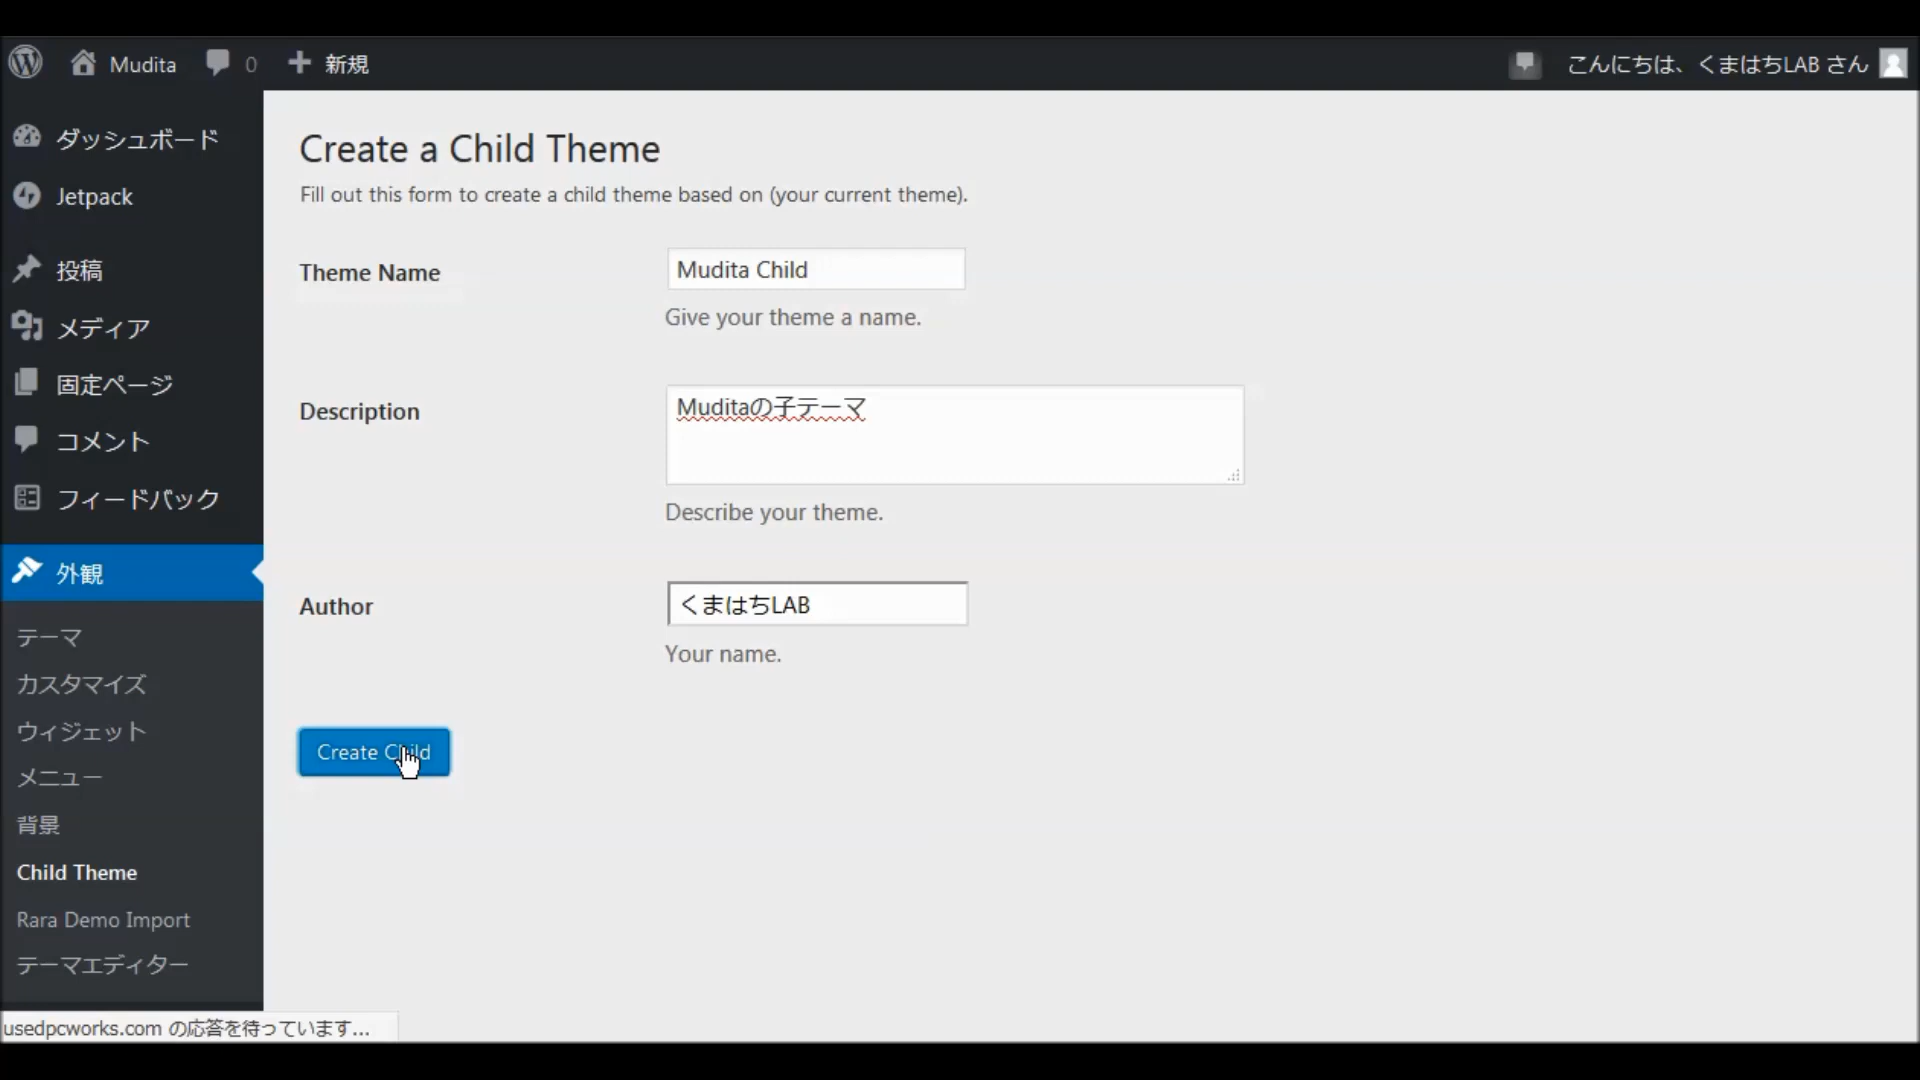 Mudita
0
新規
こんにちは、くまはちLAB さん
ダッシュボード
Jetpack
投稿
メディア
固定ページ
コメント
フィードバック
外観
テーマ
カスタマイズ
ウィジェット
メニュー
背景
Child Theme
Rara Demo Import
テーマエディター
Create a Child Theme
Fill out this form to create a child theme based on (your current theme).
Theme Name
Mudita Child
Give your theme a name.
Description
Muditaの子テーマ
Describe your theme.
Author
くまはちLAB
Your name.
Create Child
usedpcworks.com の応答を待っています...